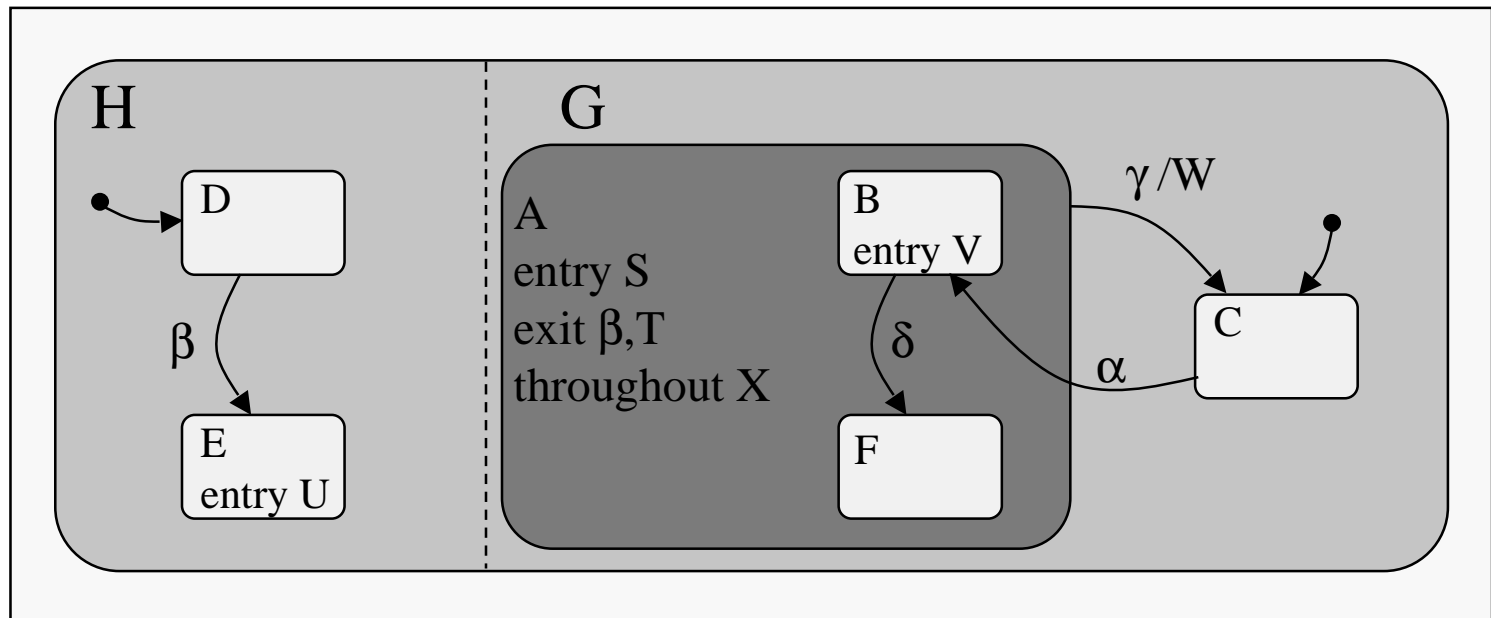 H
G
D
β
E
entry U
A
entry S
exit β,T
throughout X
B
entry V
δ
F
γ /W
α
C